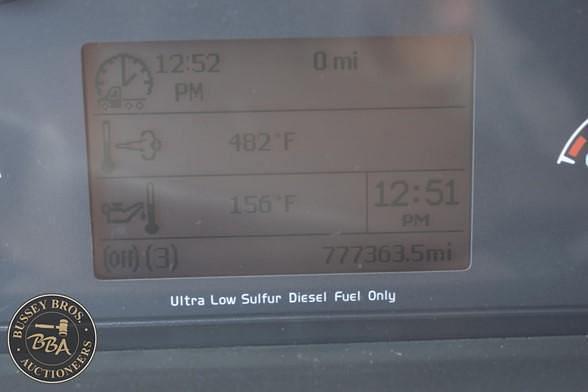 12:52 0 mi
PM
482°F
156°F
12:51
PM
(Off) (3) 777363.5mi
Ultra Low Sulfur Diesel Fuel Only
BUSSEY BROS.
BBA
AUCTIONEERS